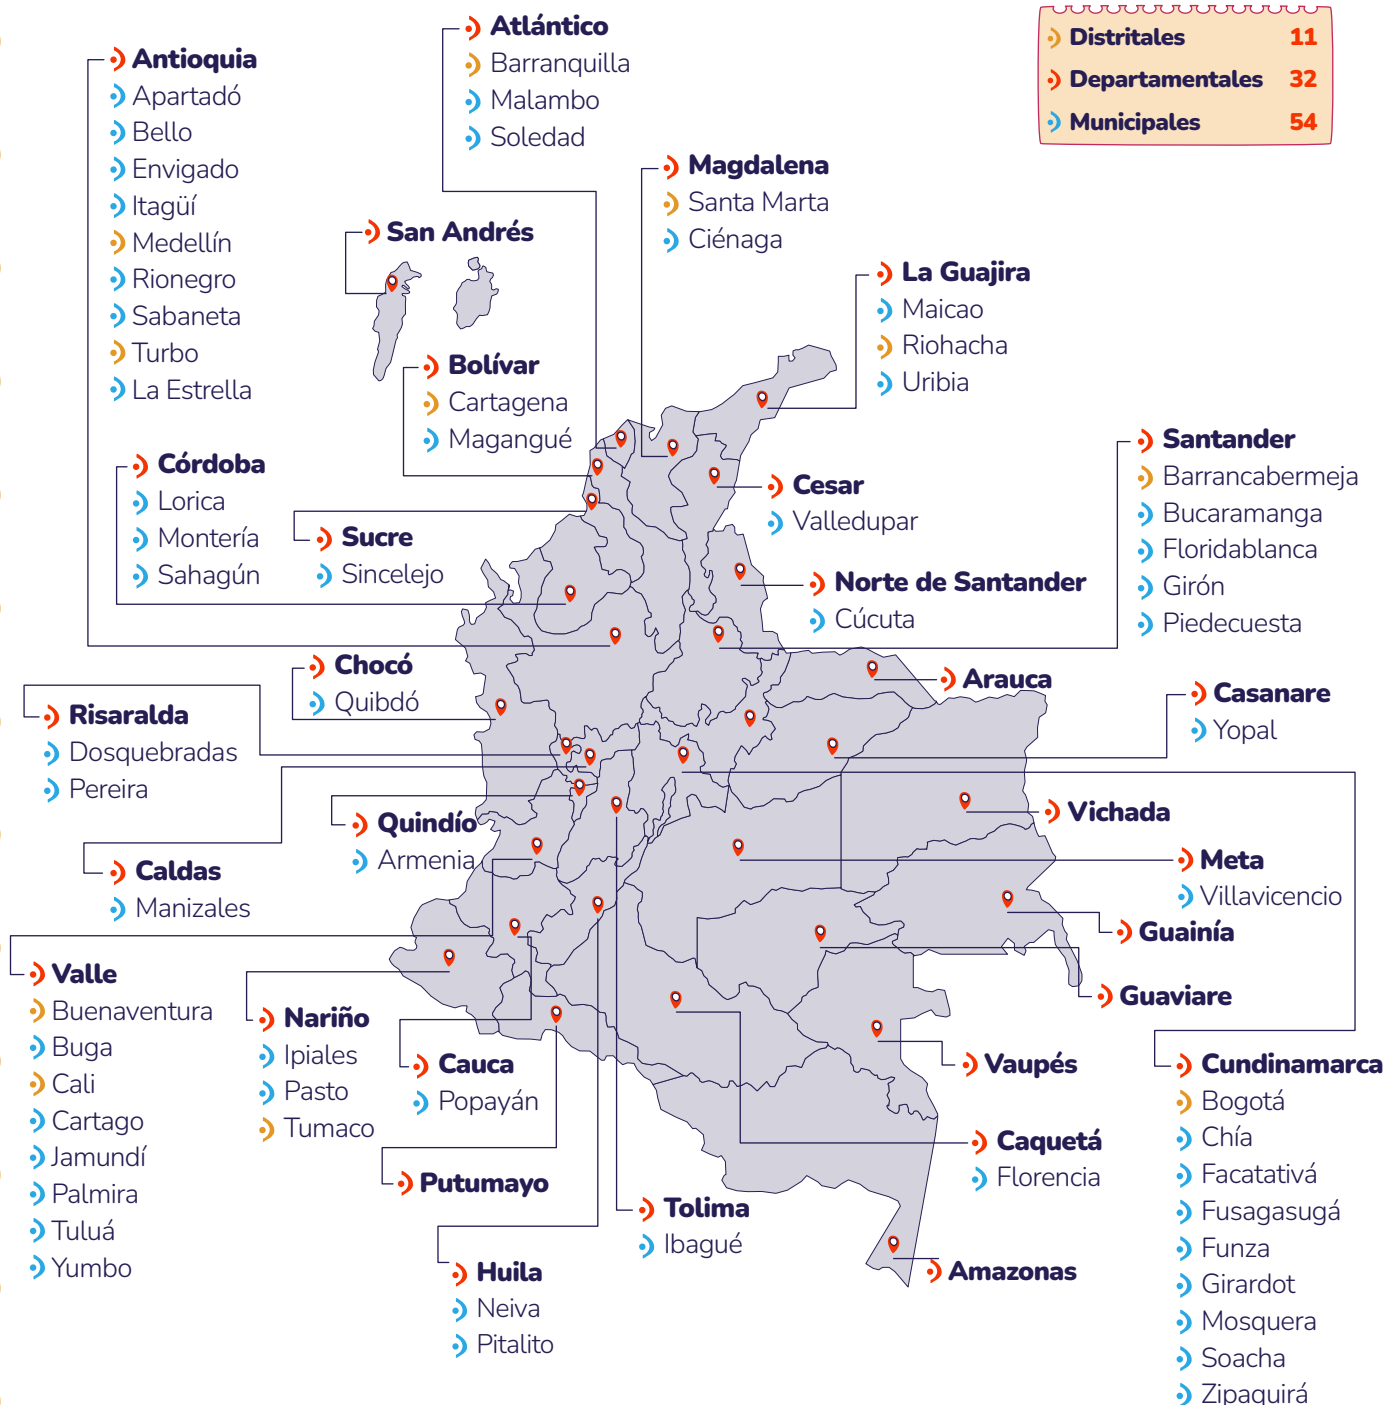 Atlántico
Barranquilla
Malambo
Soledad
Distritales 11
Departamentales 32
Municipales 54
Antioquia
Apartadó
Bello
Envigado
Itagüí
Medellín
Rionegro
Sabaneta
Turbo
La Estrella
Magdalena
Santa Marta
Ciénaga
San Andrés
La Guajira
Maicao
Riohacha
Uribia
Bolívar
Cartagena
Magangué
Santander
Barrancabermeja
Bucaramanga
Floridablanca
Girón
Piedecuesta
Córdoba
Lorica
Montería
Sahagún
Cesar
Valledupar
Sucre
Sincelejo
Norte de Santander
Cúcuta
Chocó
Quibdó
Arauca
Casanare
Yopal
Risaralda
Dosquebradas
Pereira
Vichada
Quindío
Armenia
Meta
Villavicencio
Caldas
Manizales
Guainía
Valle
Buenaventura
Buga
Cali
Cartago
Jamundí
Palmira
Tuluá
Yumbo
Guaviare
Nariño
Ipiales
Pasto
Tumaco
Cauca
Popayán
Vaupés
Cundinamarca
Bogotá
Chía
Facatativá
Fusagasugá
Funza
Girardot
Mosquera
Soacha
Zipaquirá
Caquetá
Florencia
Putumayo
Tolima
Ibagué
Huila
Neiva
Pitalito
Amazonas